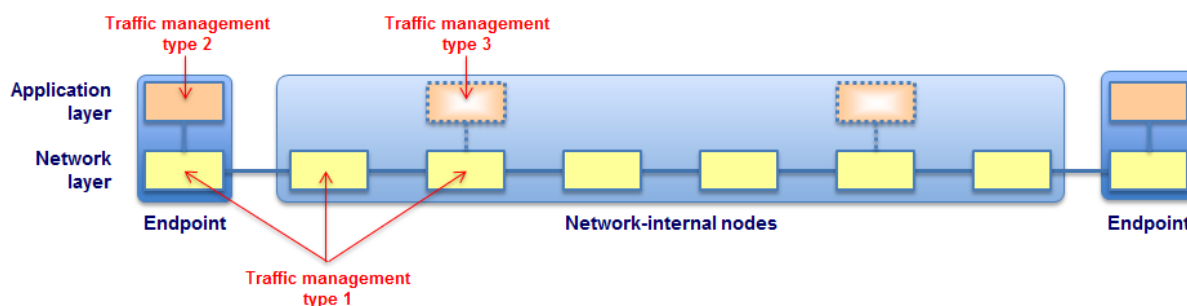 Traffic management
type 2
Traffic management
type 3
Application
layer
Network
layer
Endpoint
Network-internal nodes
Endpoint
Traffic management
type 1